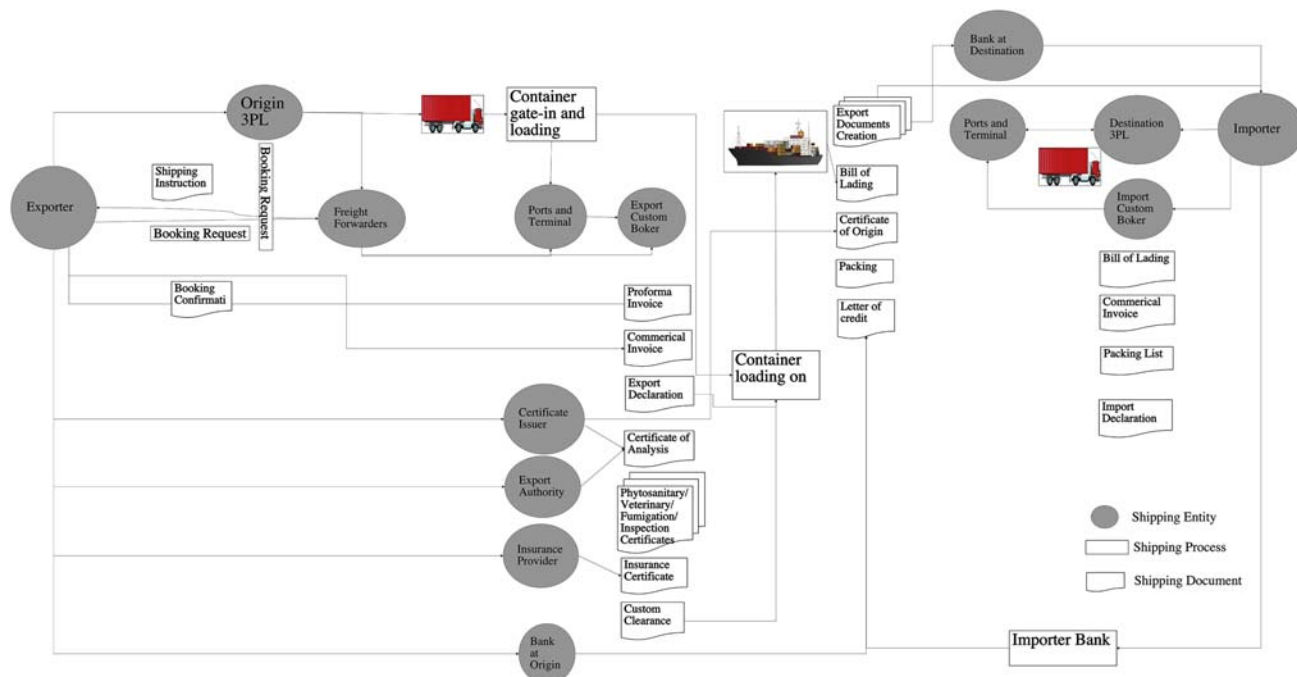 Bank at
Destination
Origin
3PL
Container
gate-in and
loading
Export
Documents
Creation
Ports and
Terminal
Destination
3PL
Importer
Shipping
Instruction
Booking Request
Bill of
Lading
Exporter
Booking Request
Freight
Forwarders
Ports and
Terminal
Export
Custom
Boker
Certificate
of Origin
Import
Custom
Boker
Packing
Bill of Lading
Booking
Confirmati
Proforma
Invoice
Letter of
credit
Commerical
Invoice
Commerical
Invoice
Container
loading on
Packing List
Export
Declaration
Import
Declaration
Certificate
Issuer
Certificate of
Analysis
Export
Authority
Phytosanitary/
Veterinary/
Fumigation/
Inspection
Certificates
Shipping Entity
Shipping Process
Insurance
Provider
Insurance
Certificate
Shipping Document
Custom
Clearance
Bank
at
Origin
Importer Bank